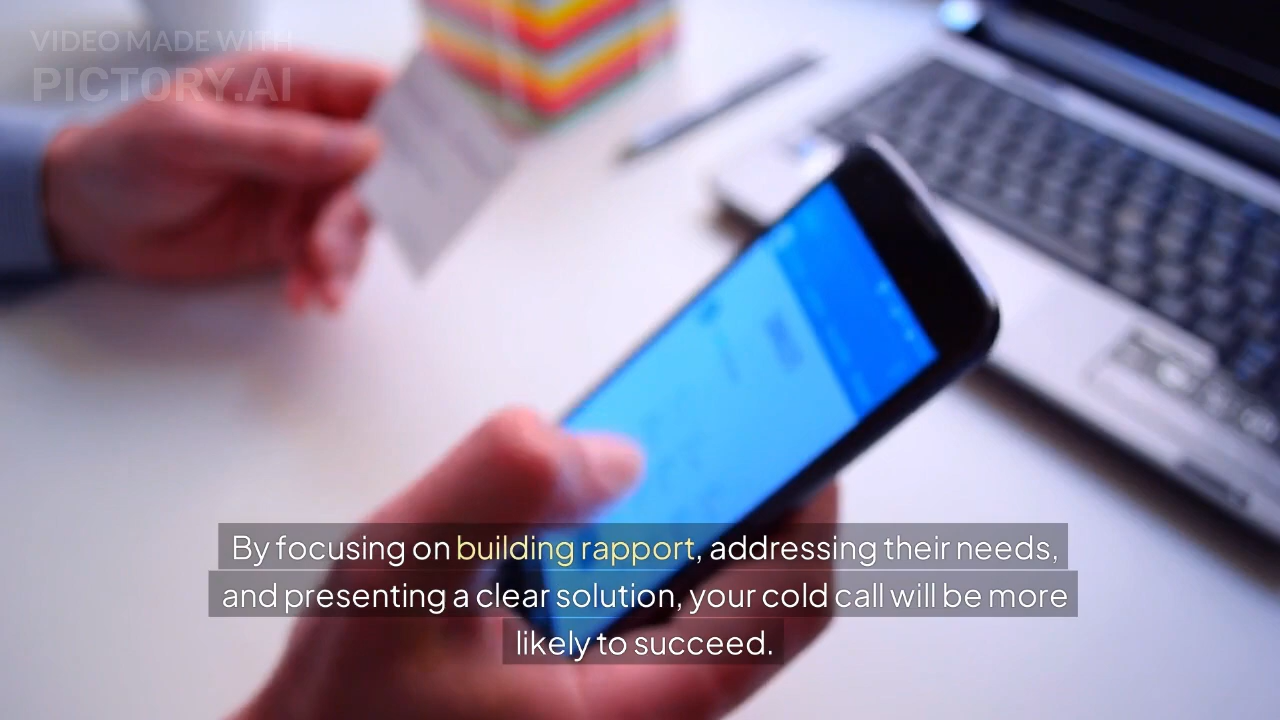 VIDEO MADE WITH
PICTORY.AI
By focusing on building rapport, addressing their needs,
and presenting a clear solution, your cold call will be more
likely to succeed.